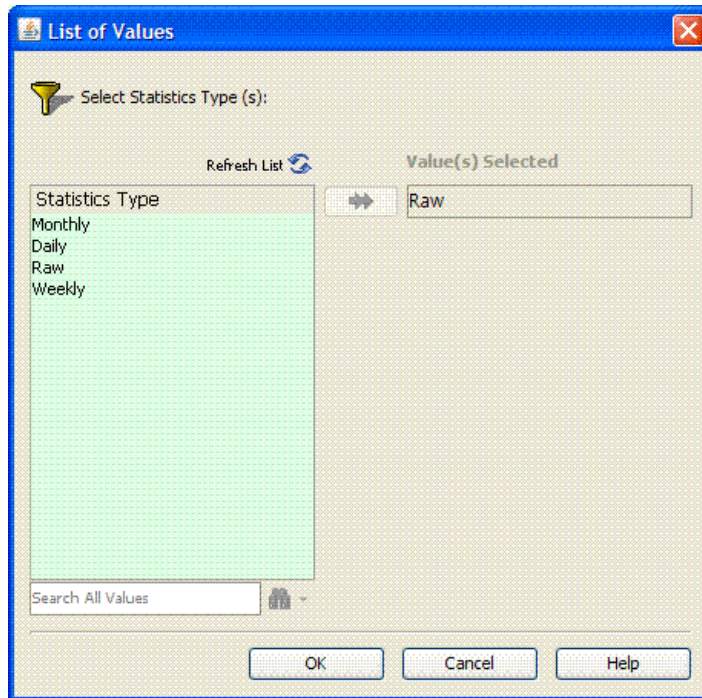 List of Values
Select Statistics Type (s):
Refresh List
Value(s) Selected
Statistics Type
Raw
Monthly
Daily
Raw
Weekly
Search All Values
OK
Cancel
Help